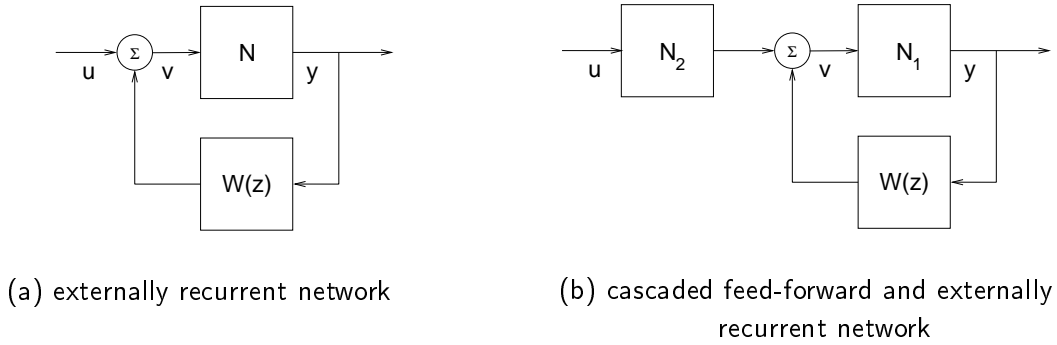 Σ
N
u
v
y
W(z)
N2
Σ
N1
u
v
y
W(z)
(a) externally recurrent network
(b) cascaded feed-forward and externally
recurrent network